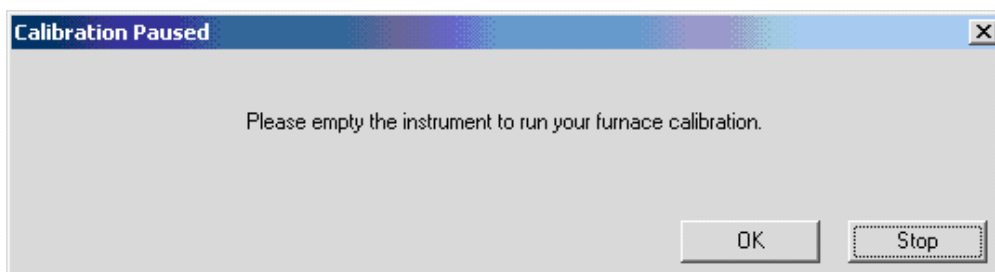 Calibration Paused
Please empty the instrument to run your furnace calibration.
OK
Stop